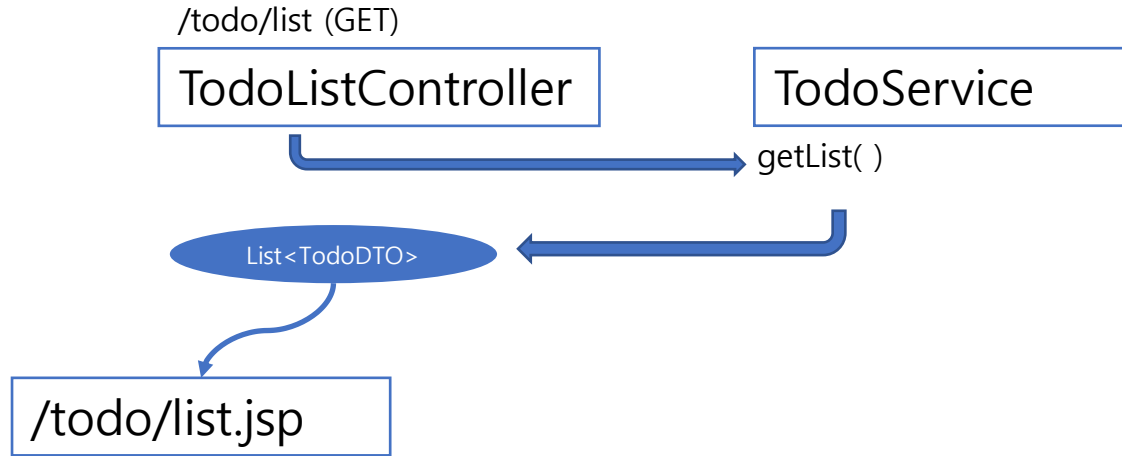 /todo/list (GET)
TodoListController
TodoService
getList( )
List<TodoDTO>
/todo/list.jsp